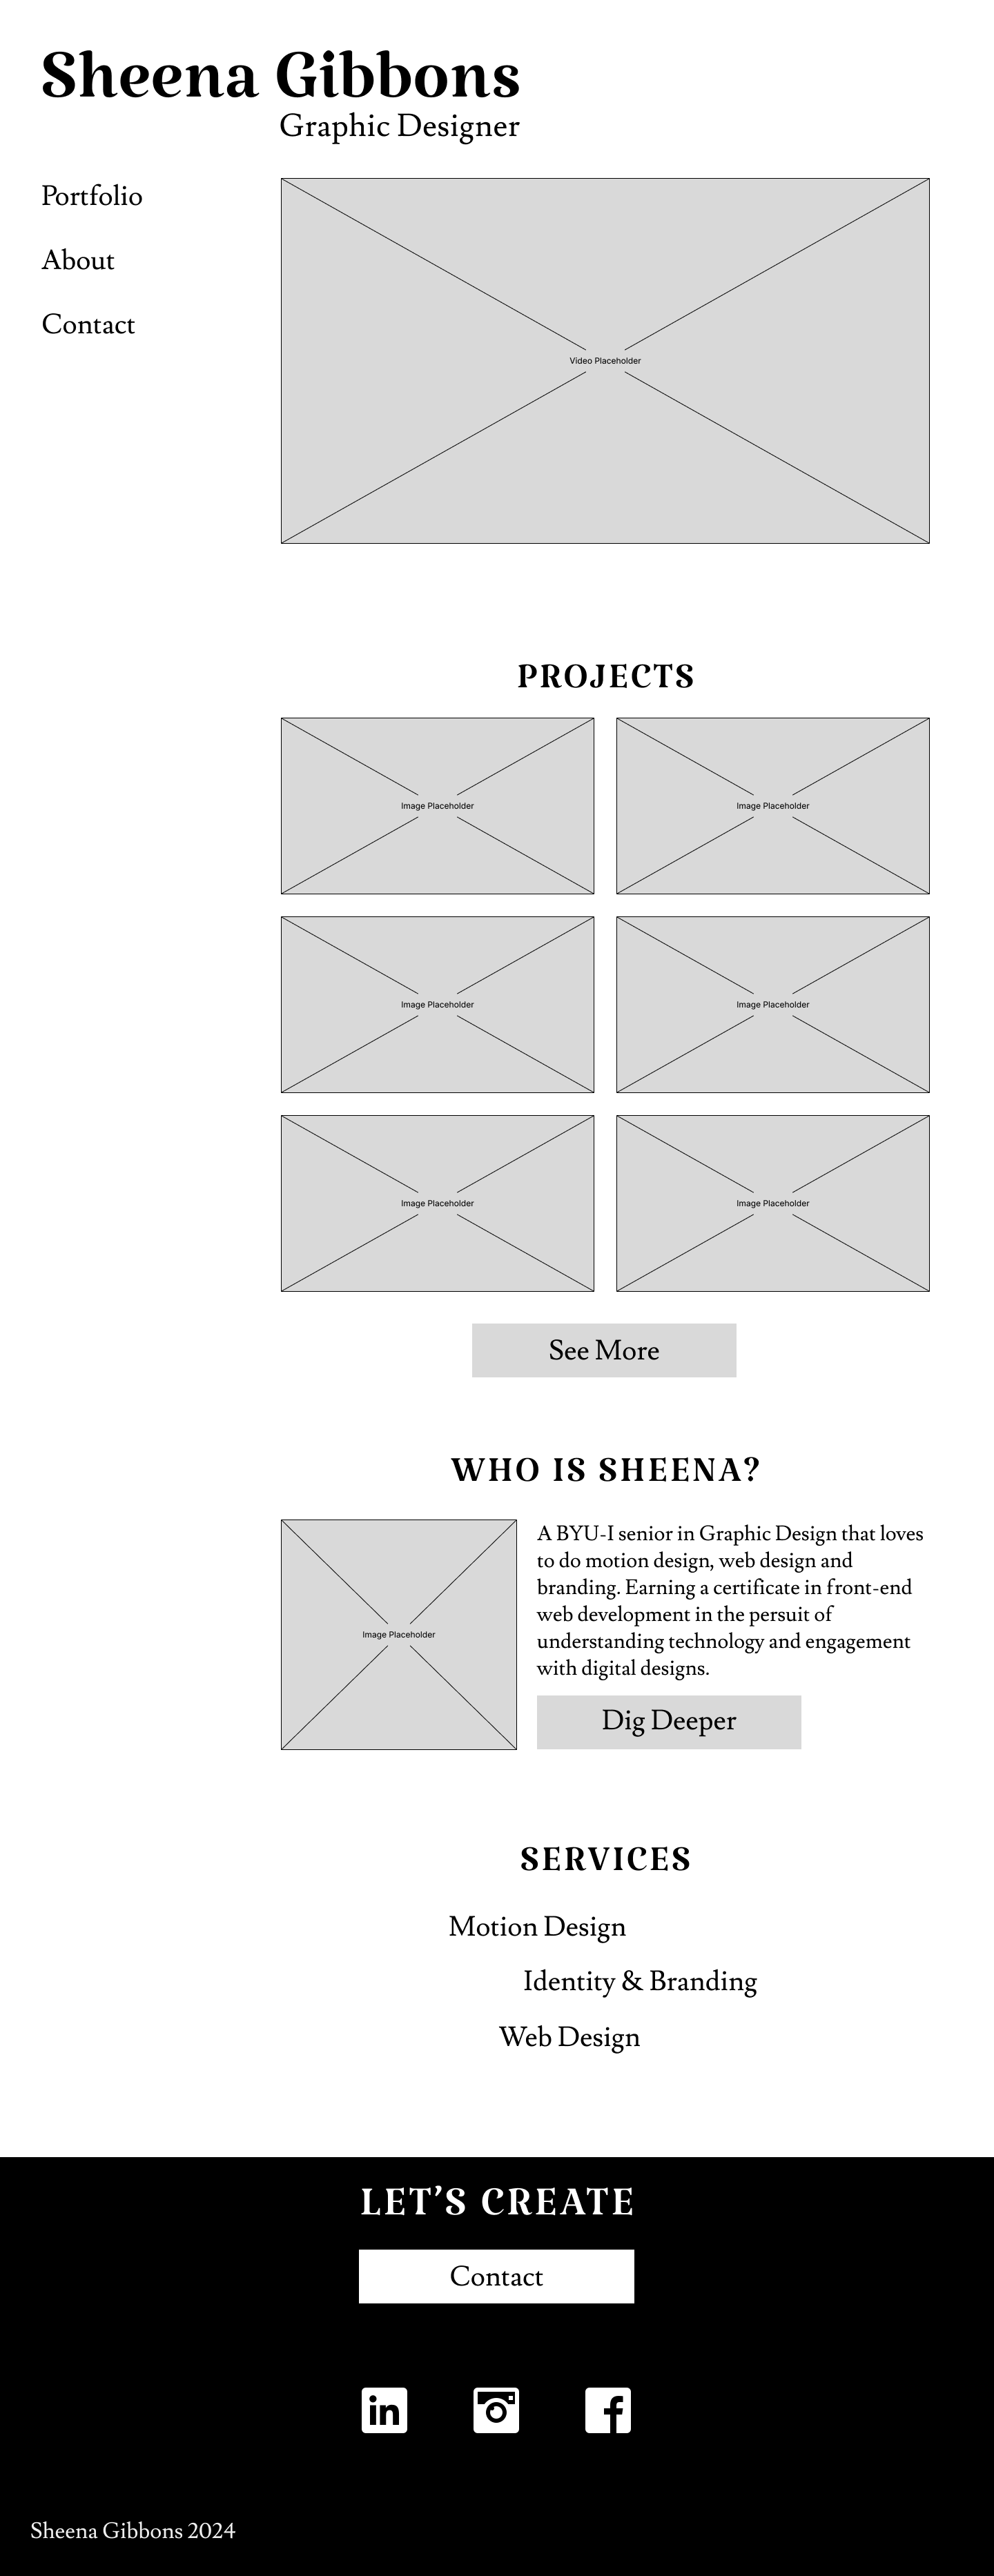 Sheena Gibbons
Graphic Designer
Portfolio
About
Contact
Video Placeholder
PROJECTS
Image Placeholder
Image Placeholder
Image Placeholder
Image Placeholder
Image Placeholder
Image Placeholder
See More
WHO IS SHEENA?
Image Placeholder
A BYU-I senior in Graphic Design that loves
to do motion design, web design and
branding. Earning a certificate in front-end
web development in the persuit of
understanding technology and engagement
with digital designs.
Dig Deeper
SERVICES
Motion Design
Identity & Branding
Web Design
LET’S CREATE
Contact
in
f
Sheena Gibbons 2024